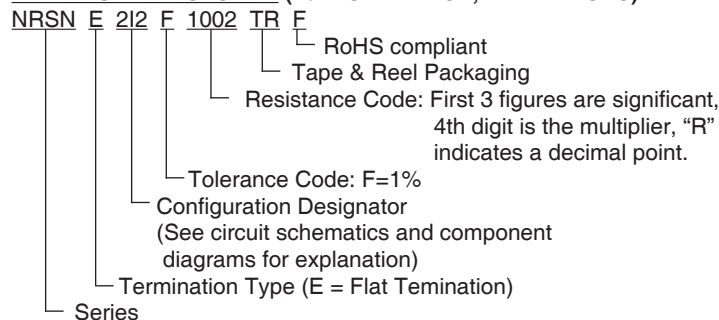 NRSN E 2I2 F 1002 TR F
RoHS compliant
Tape & Reel Packaging
Resistance Code: First 3 figures are significant,
4th digit is the multiplier, “R”
indicates a decimal point.
Tolerance Code: F=1%
Configuration Designator
(See circuit schematics and component
diagrams for explanation)
Termination Type (E = Flat Temination)
Series